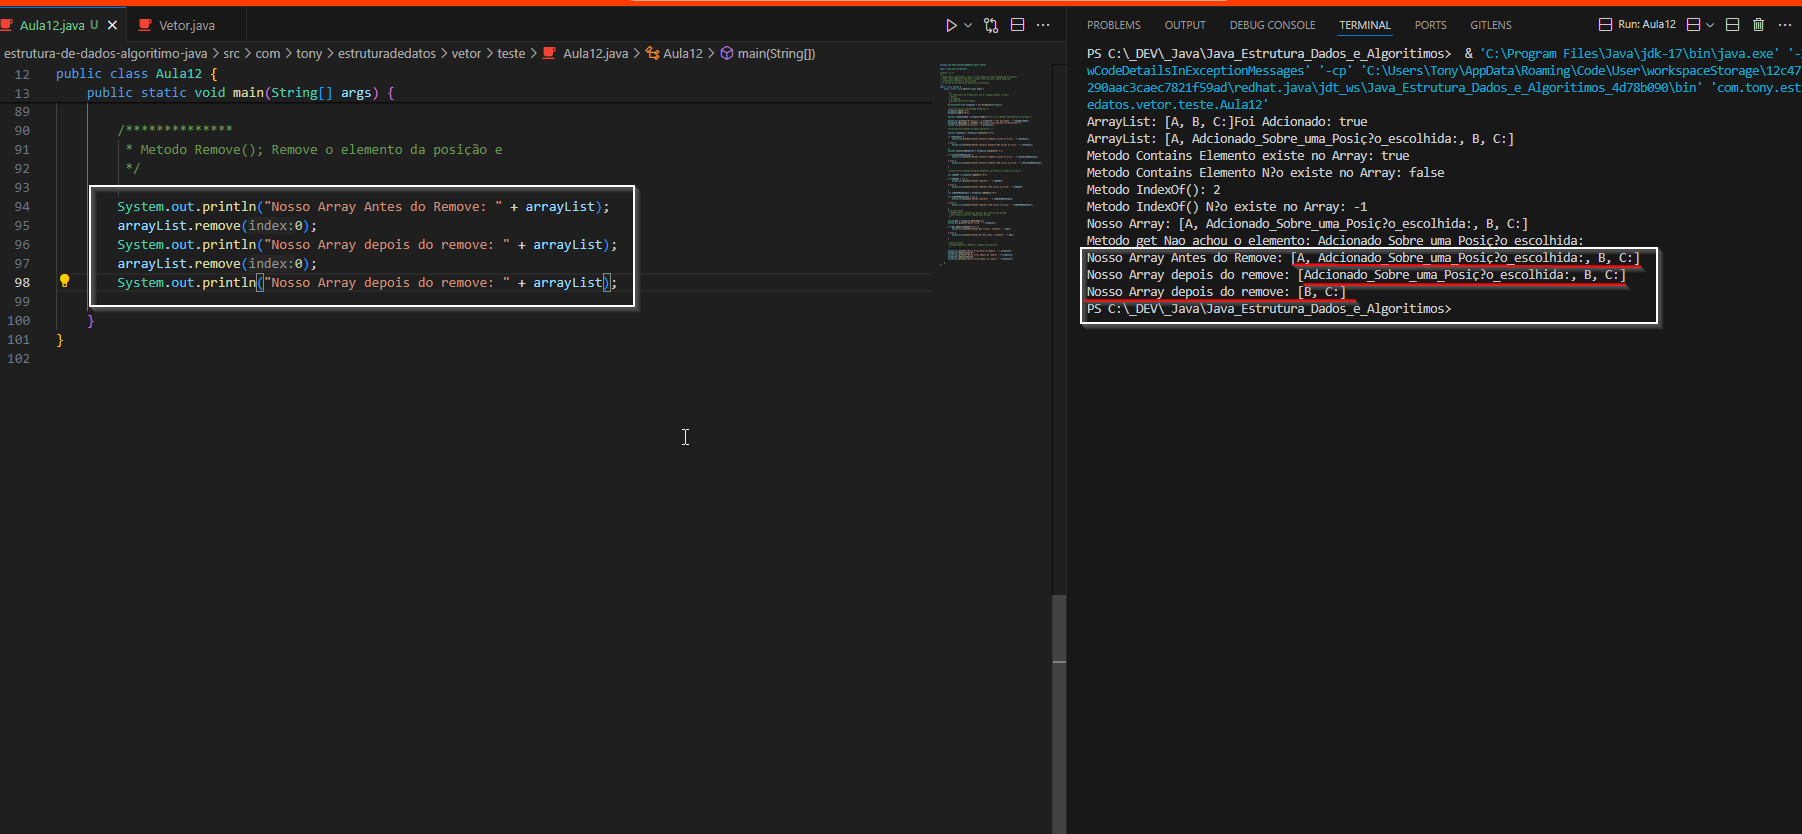 Aula12.java U
Vetor.java
estrutura-de-dados-algoritimo-java > src > com > tony > estruturadedatos > vetor > teste > Aula12.java > Aula12 > main(String[])
12 public class Aula12 {
13 public static void main(String[] args) {
89
90 /**************
91 * Metodo Remove(); Remove o elemento da posição e
92 */
93
94 System.out.println("Nosso Array Antes do Remove: " + arrayList);
95 arrayList.remove(index:0);
96 System.out.println("Nosso Array depois do remove: " + arrayList);
97 arrayList.remove(index:0);
98 System.out.println("Nosso Array depois do remove: " + arrayList);
99
100 }
101 }
102
PROBLEMS OUTPUT DEBUG CONSOLE TERMINAL PORTS GITLENS Run: Aula12
PS C:\_DEV\_Java\Java_Estrutura_Dados_e_Algoritimos> & 'C:\Program Files\Java\jdk-17\bin\java.exe' '-
wCodeDetailsInExceptionMessages' '-cp' 'C:\Users\Tony\AppData\Roaming\Code\User\workspaceStorage\12c47
290aac3caec7821f59ad\redhat.java\jdt_ws\Java_Estrutura_Dados_e_Algoritimos_4d78b090\bin' 'com.tony.est
edatos.vetor.teste.Aula12'
ArrayList: [A, B, C:]Foi Adcionado: true
ArrayList: [A, Adcionado_Sobre_uma_Posiç?o_escolhida:, B, C:]
Metodo Contains Elemento existe no Array: true
Metodo Contains Elemento N?o existe no Array: false
Metodo IndexOf(): 2
Metodo IndexOf() N?o existe no Array: -1
Nosso Array: [A, Adcionado_Sobre_uma_Posiç?o_escolhida:, B, C:]
Metodo get Nao achou o elemento: Adcionado_Sobre_uma_Posiç?o_escolhida:
Nosso Array Antes do Remove: [A, Adcionado_Sobre_uma_Posiç?o_escolhida:, B, C:]
Nosso Array depois do remove: [Adcionado_Sobre_uma_Posiç?o_escolhida:, B, C:]
Nosso Array depois do remove: [B, C:]
PS C:\_DEV\_Java\Java_Estrutura_Dados_e_Algoritimos>